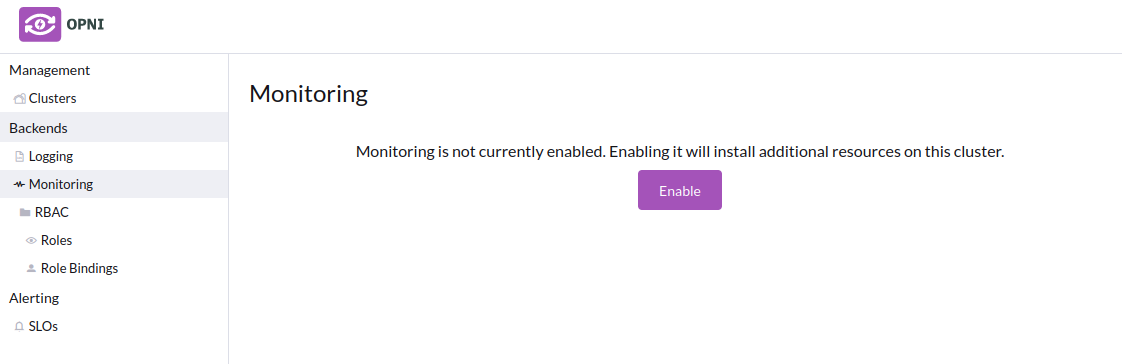 OPNI
Management
Clusters
Backends
Logging
Monitoring
RBAC
Roles
Role Bindings
Alerting
SLOs
Monitoring
Monitoring is not currently enabled. Enabling it will install additional resources on this cluster.
Enable